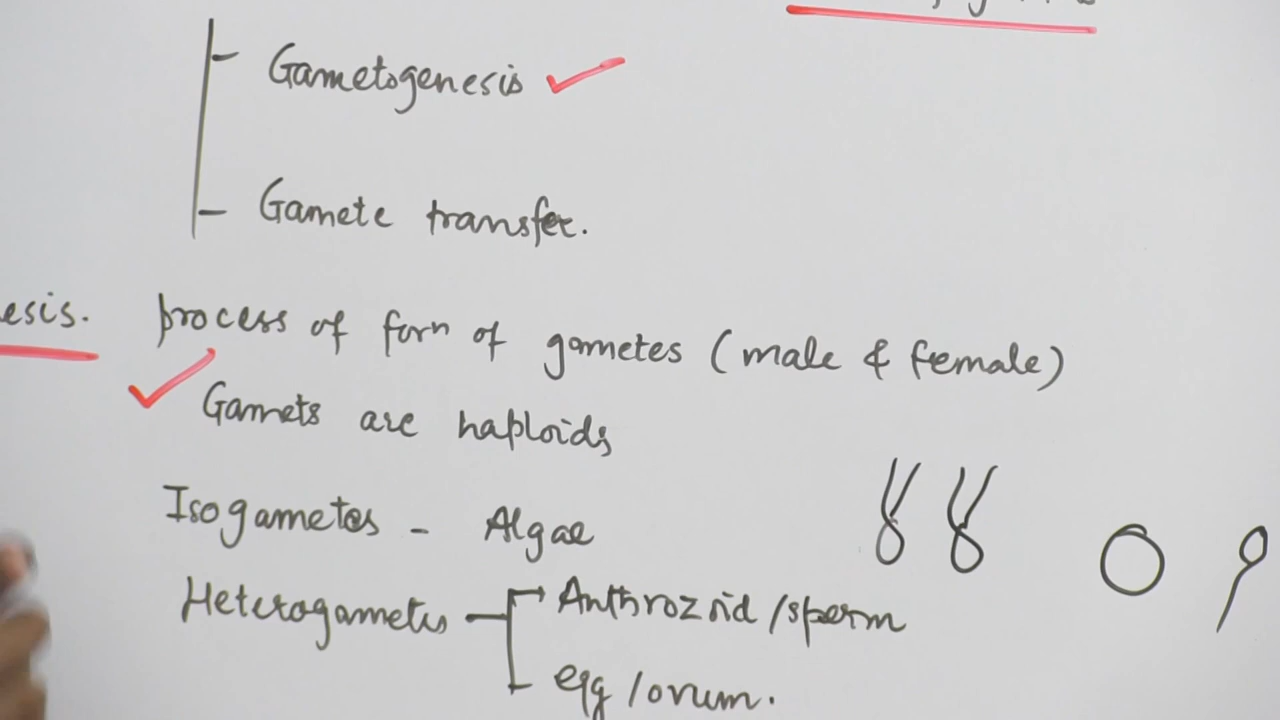 Gametogenesis
Gamete transfer.
esis. process of forⁿ of gametes (male & female)
Gamets are haploids
Isogametes - Algae
Heterogametes Anthrozoid/sperm
egg/ovum.